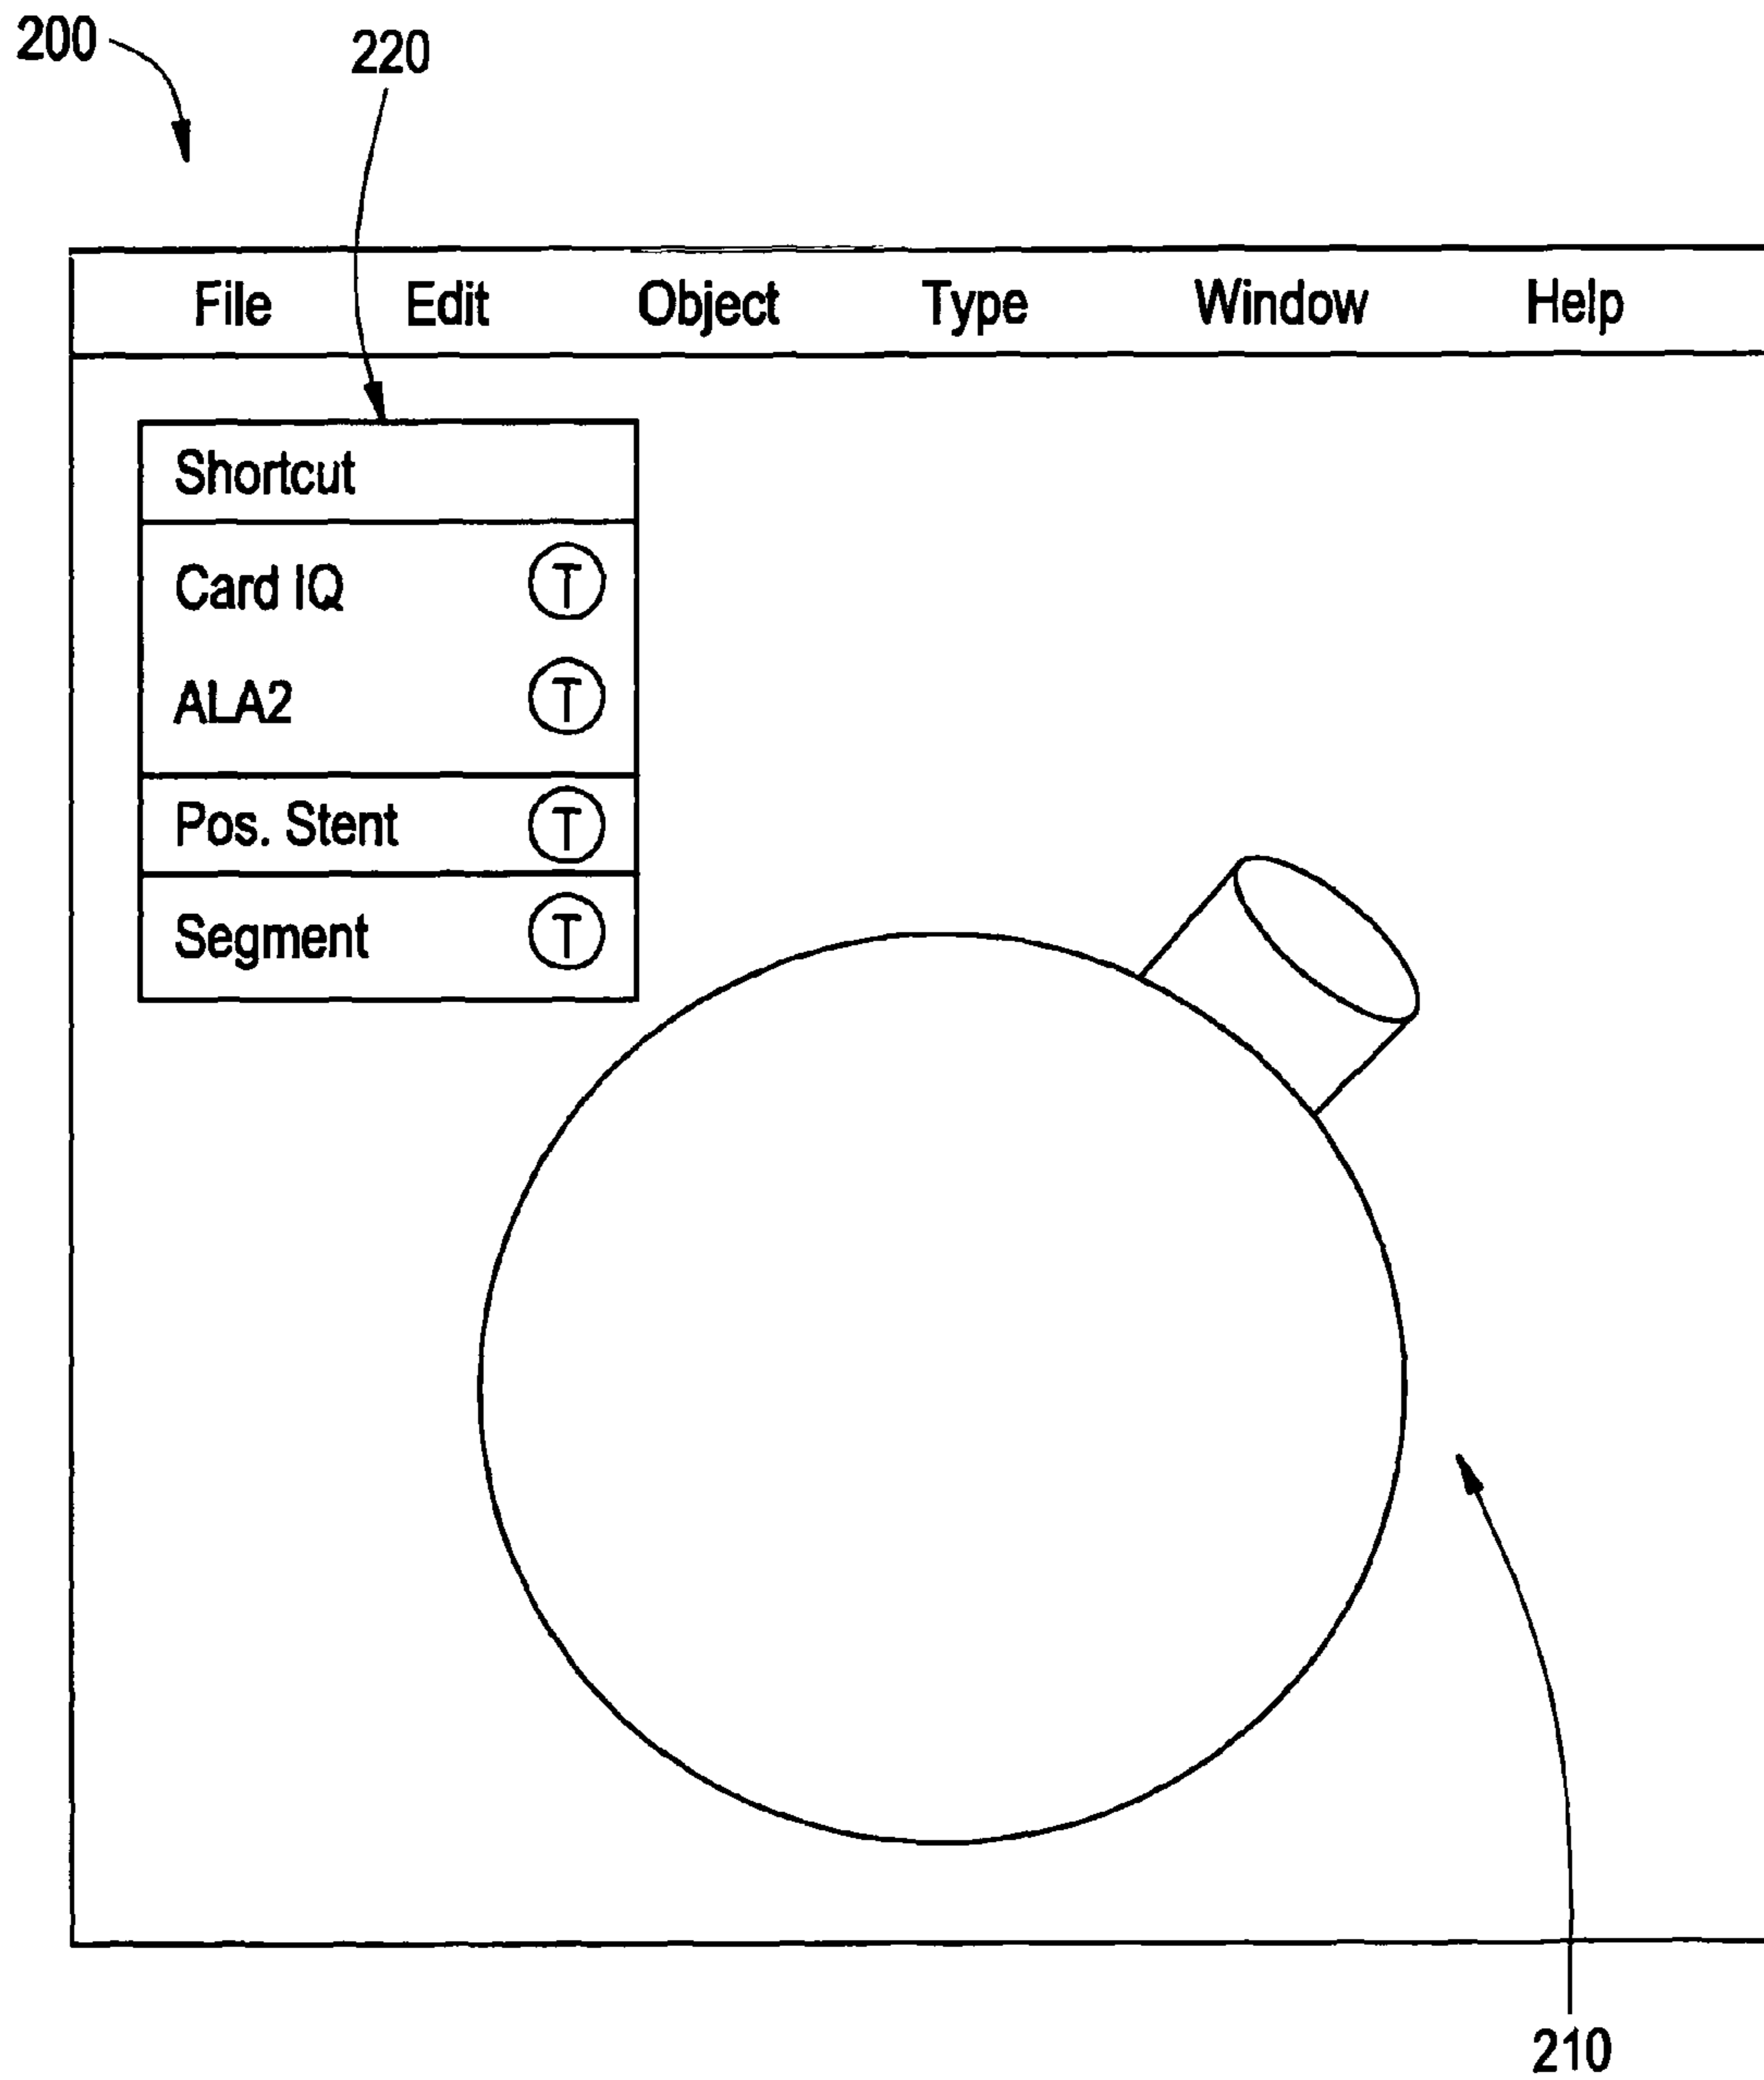 200
220
File Edit Object Type Window Help
Shortcut
Card IQ T
ALA2 T
Pos. Stent T
Segment T
210